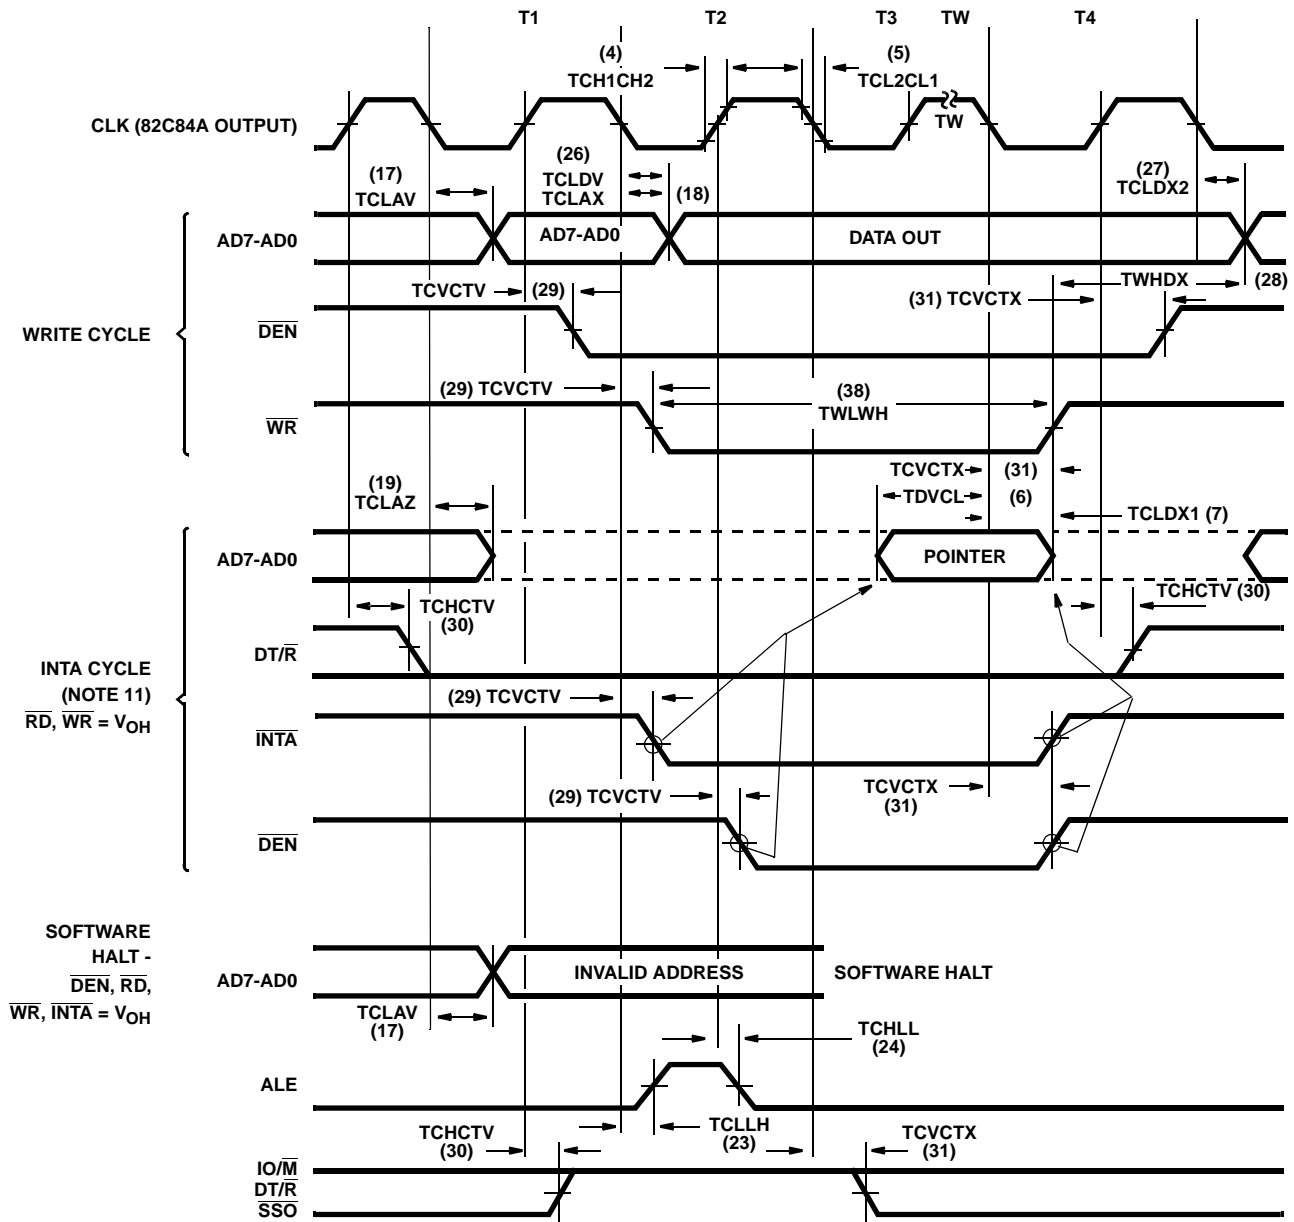 T1 T2 T3 TW T4
(4)
TCH1CH2
(5)
TCL2CL1
CLK (82C84A OUTPUT)
TW
(17)
TCLAV
(26)
TCLDV
TCLAX
(18)
(27)
TCLDX2
AD7-AD0
AD7-AD0
DATA OUT
TCVCTV (29)
(31) TCVCTX
TWHDX
(28)
WRITE CYCLE
DEN
(29) TCVCTV
(38)
TWLWH
WR
TCVCTX (31)
TDVCL (6)
(19)
TCLAZ
TCLDX1 (7)
AD7-AD0
POINTER
TCHCTV
(30)
TCHCTV (30)
DT/R
INTA CYCLE
(NOTE 11)
RD, WR = VOH
(29) TCVCTV
INTA
TCVCTX
(31)
(29) TCVCTV
DEN
SOFTWARE
HALT -
DEN, RD,
WR, INTA = VOH
AD7-AD0
INVALID ADDRESS
SOFTWARE HALT
TCLAV
(17)
TCHLL
(24)
ALE
TCLLH
(23)
TCHCTV
(30)
TCVCTX
(31)
IO/M
DT/R
SSO